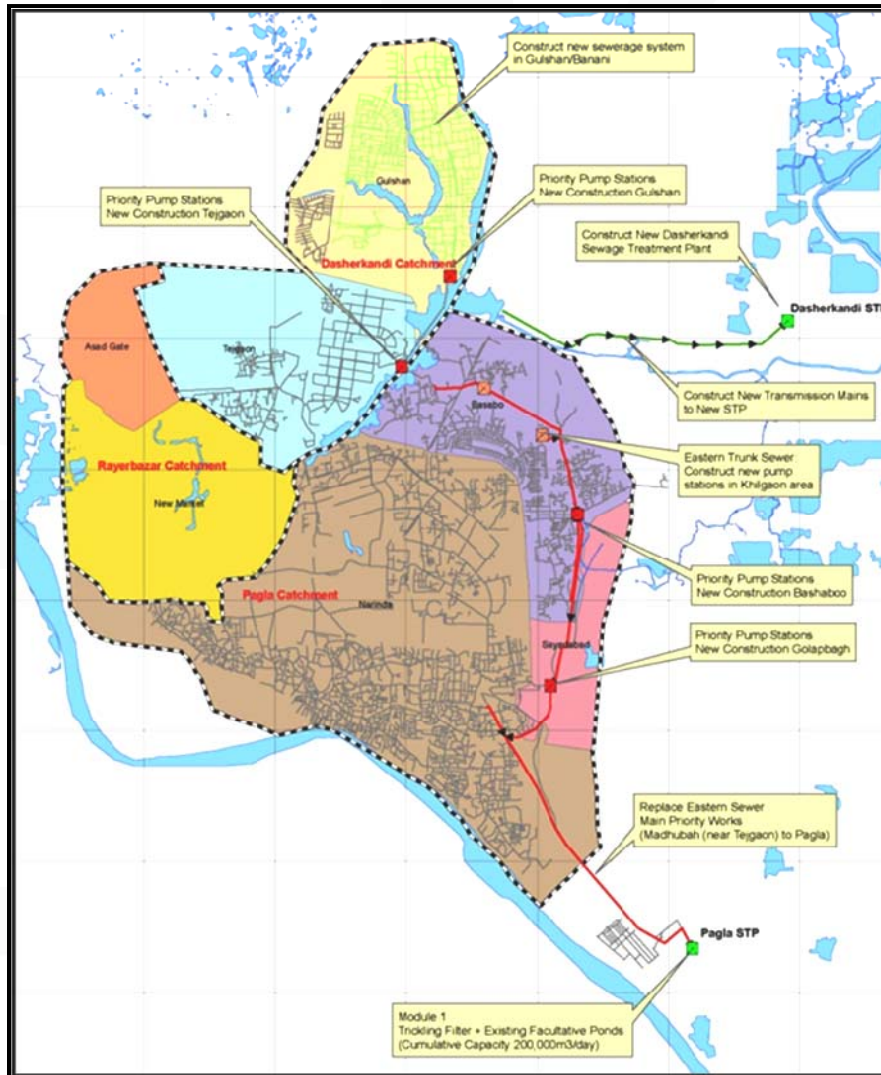 Construct new sewerage system
in Gulshan/Banani
Gulshan
Priority Pump Stations
New Construction Gulshan
Priority Pump Stations
New Construction Tejgaon
Construct New Dasherkandi
Sewage Treatment Plant
Dasherkandi Catchment
Dasherkandi ST
Asad Gate
Tejgaon
Construct New Transmission Mains
to New STP
Basabo
Eastern Trunk Sewer
Construct new pump
stations in Khilgaon area
Rayerbazar Catchment
New Market
Priority Pump Stations
New Construction Bashaboo
Pagla Catchment
Narinda
Sayedabad
Priority Pump Stations
New Construction Golapbagh
Replace Eastern Sewer
Main Priority Works
(Madhubah (near Tejgaon) to Pagla)
Pagla STP
Module 1
Trickling Filter + Existing Facultative Ponds
(Cumulative Capacity 200,000m3/day)